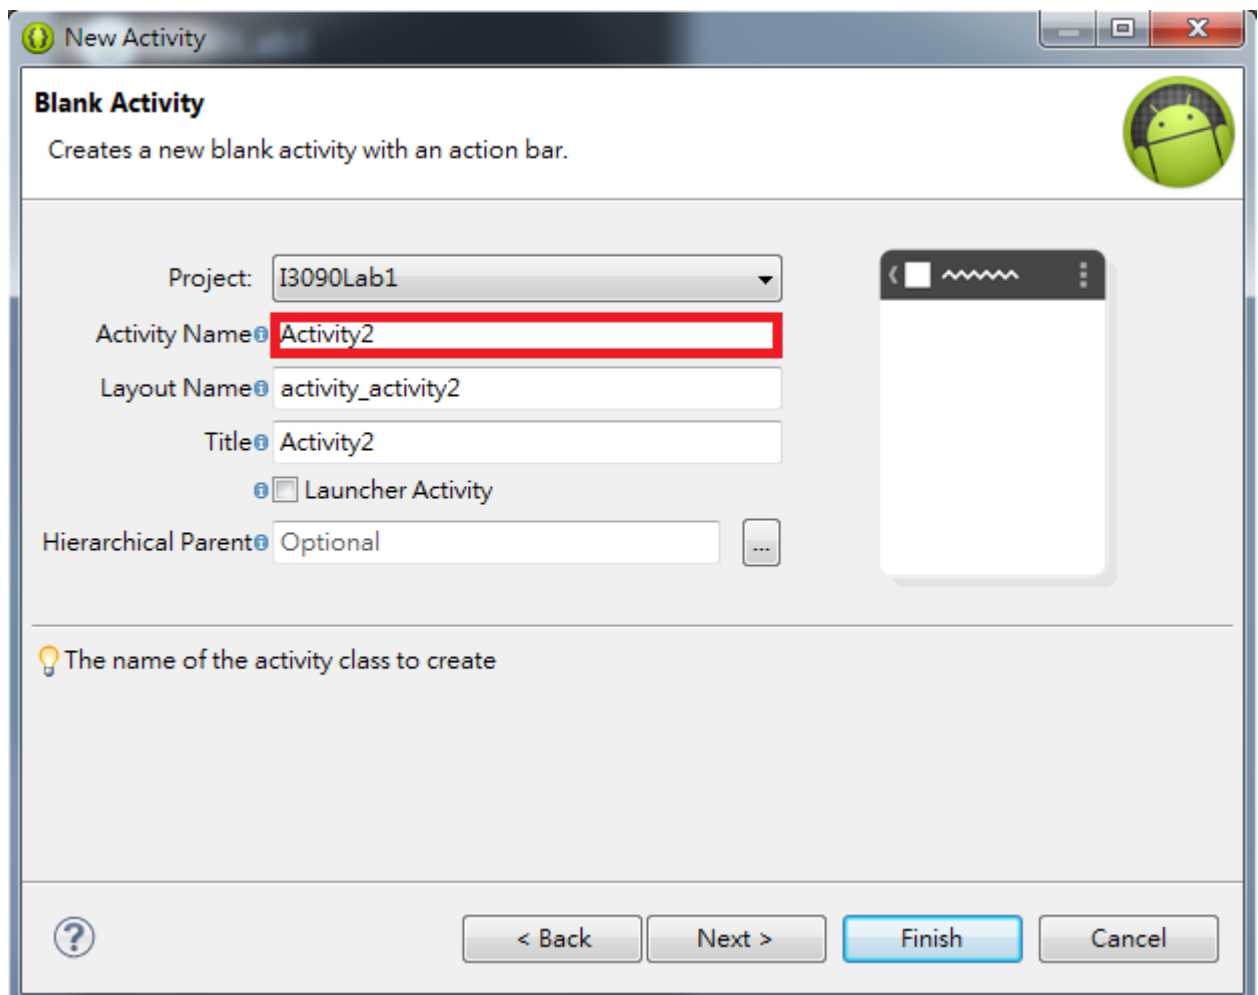 New Activity
Blank Activity
Creates a new blank activity with an action bar.
Project: I3090Lab1
Activity Name Activity2
Layout Name activity_activity2
Title Activity2
Launcher Activity
Hierarchical Parent Optional ...
The name of the activity class to create
< Back Next > Finish Cancel